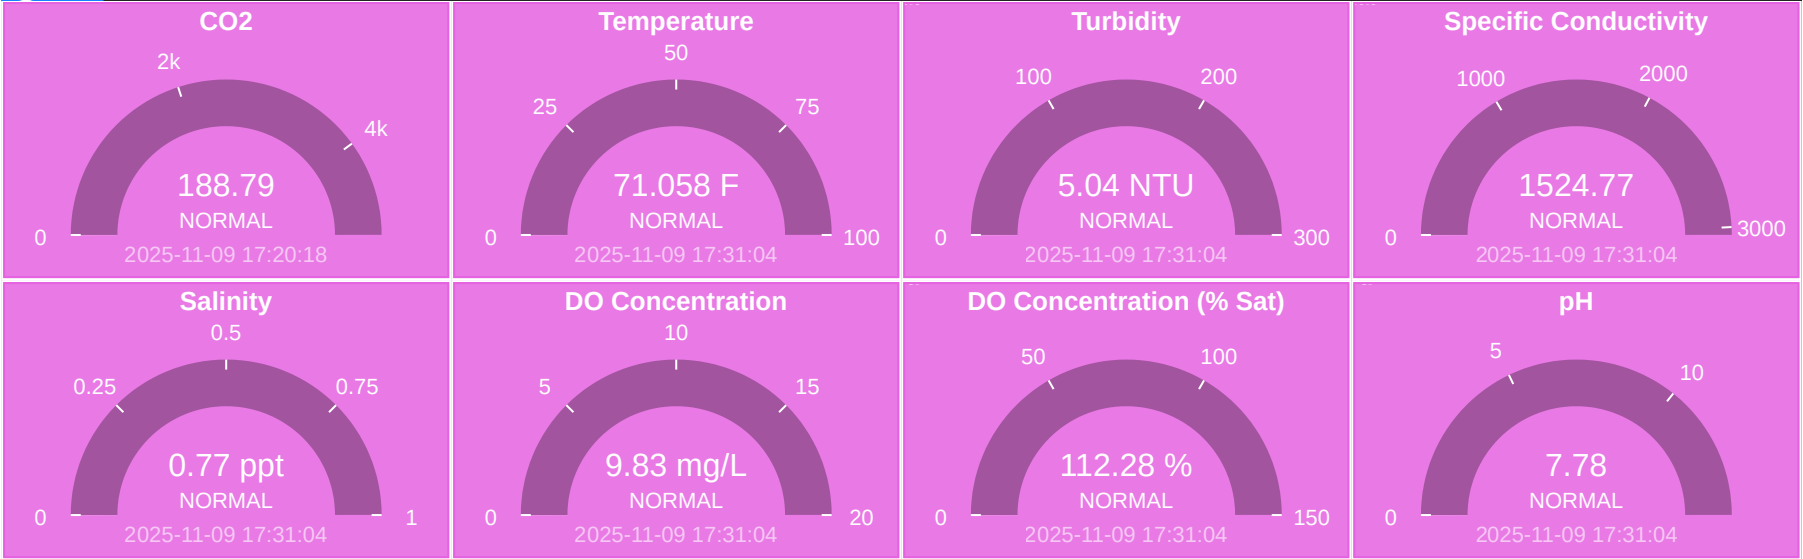 CO2
2k
4k
0
188.79
NORMAL
2025-11-09 17:20:18
Temperature
50
25
75
0
100
71.058 F
NORMAL
2025-11-09 17:31:04
Turbidity
100
200
0
300
5.04 NTU
NORMAL
2025-11-09 17:31:04
Specific Conductivity
1000
2000
0
3000
1524.77
NORMAL
2025-11-09 17:31:04
Salinity
0.5
0.25
0.75
0
1
0.77 ppt
NORMAL
2025-11-09 17:31:04
DO Concentration
10
5
15
0
20
9.83 mg/L
NORMAL
2025-11-09 17:31:04
DO Concentration (% Sat)
50
100
0
150
112.28 %
NORMAL
2025-11-09 17:31:04
pH
5
10
0
7.78
NORMAL
2025-11-09 17:31:04